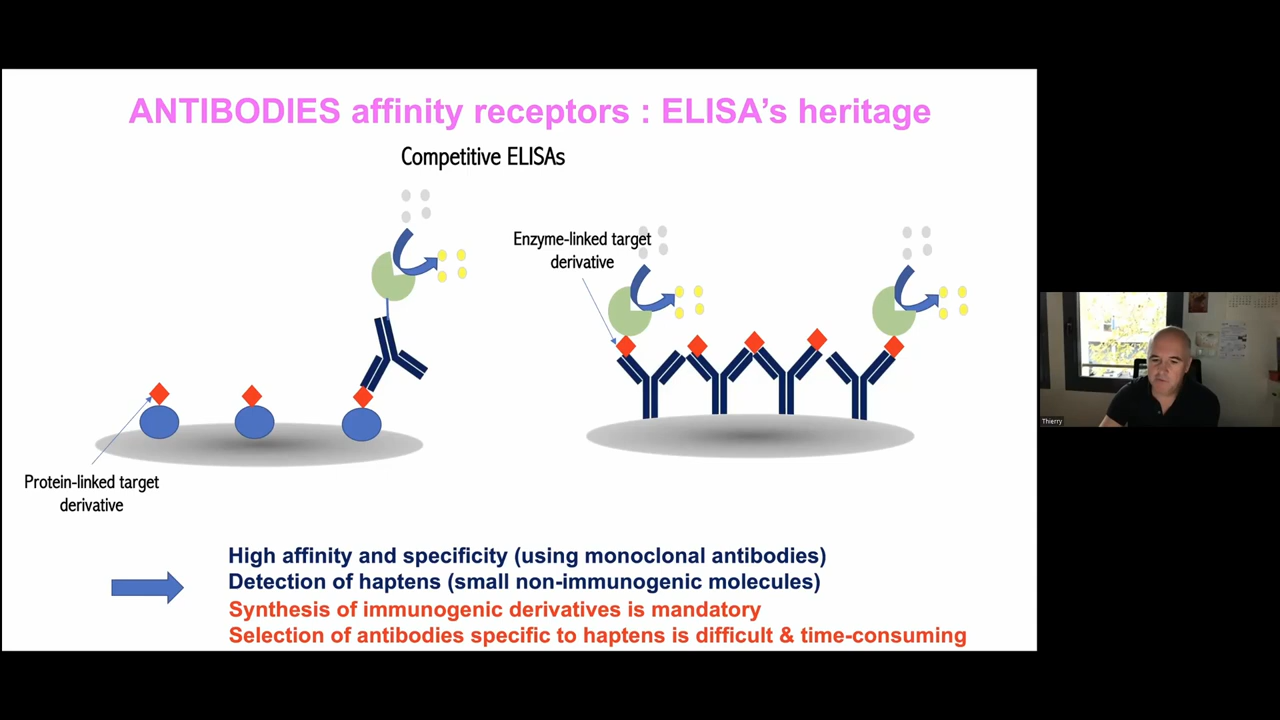 ANTIBODIES affinity receptors : ELISA’s heritage
Competitive ELISAs
Enzyme-linked target
derivative
Protein-linked target
derivative
High affinity and specificity (using monoclonal antibodies)
Detection of haptens (small non-immunogenic molecules)
Synthesis of immunogenic derivatives is mandatory
Selection of antibodies specific to haptens is difficult & time-consuming
Thierry